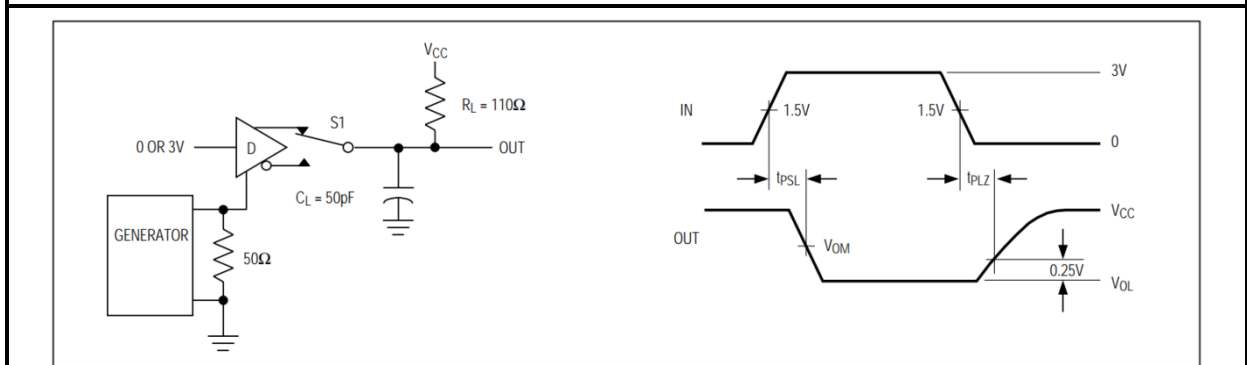 VCC
RL = 110Ω
S1
0 OR 3V
D
OUT
CL = 50pF
GENERATOR
50Ω
3V
IN
1.5V
1.5V
0
tPSL
tPLZ
VCC
OUT
VOM
0.25V
VOL